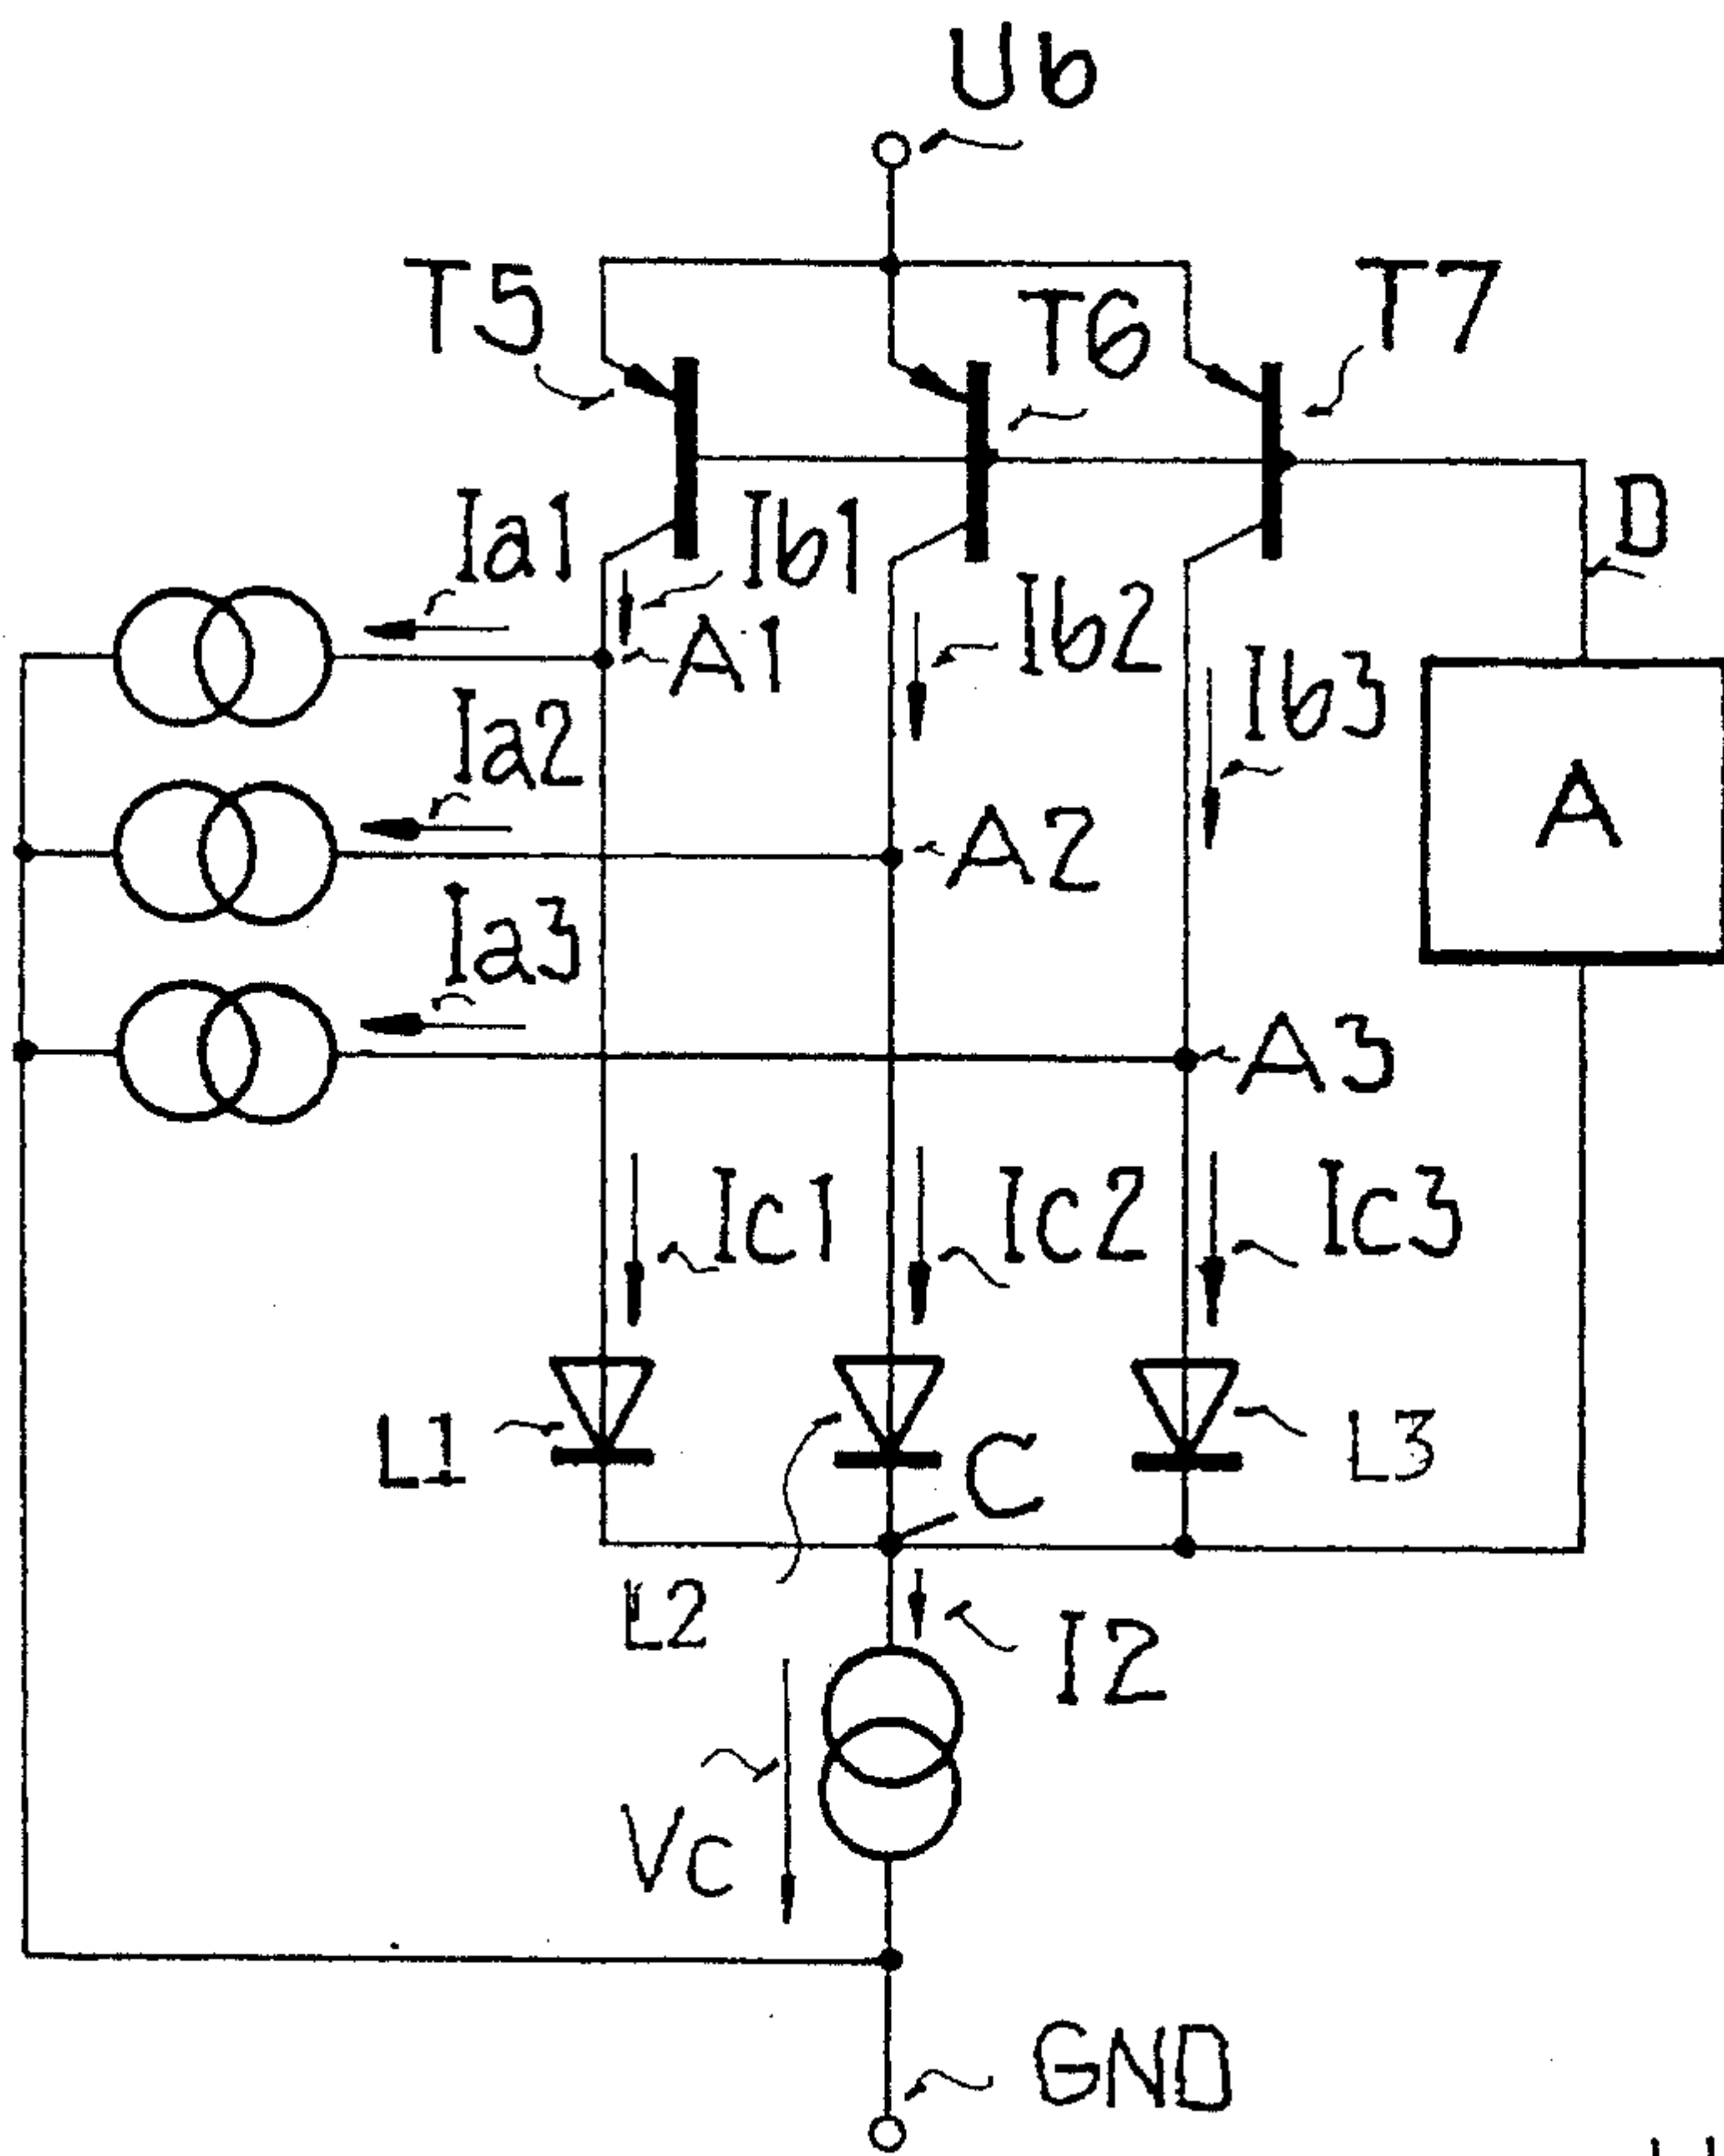 Ub
T5
T6
T7
Ia1
Ib1
D
A1
Ib2
Ib3
Ia2
A
A2
Ia3
A3
Ic1
Ic2
Ic3
L1
C
L3
L2
I2
Vc
GND